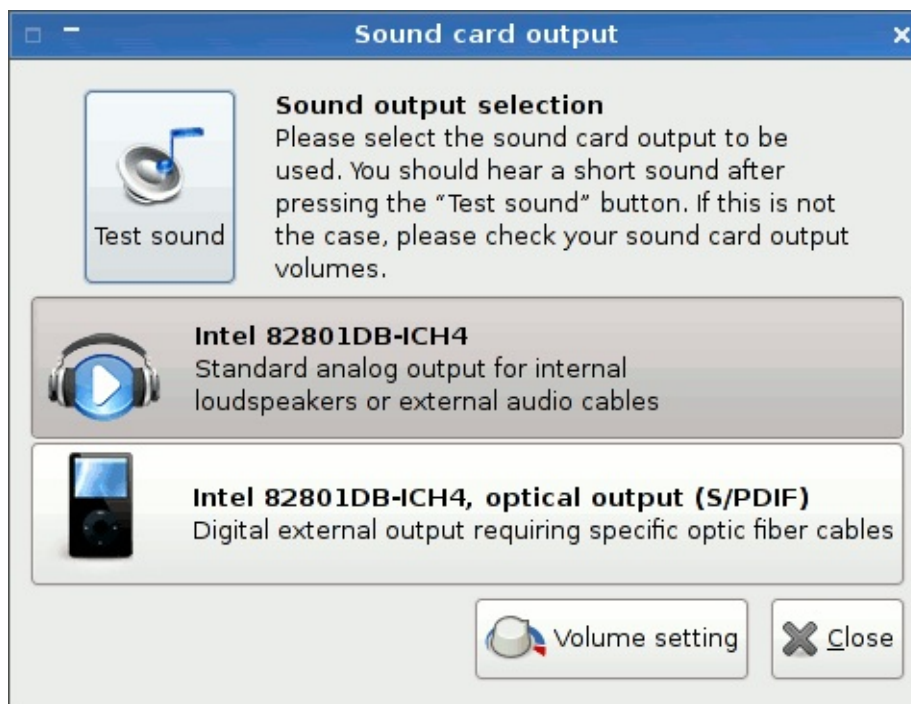 Sound card output
Sound output selection
Please select the sound card output to be
used. You should hear a short sound after
pressing the “Test sound” button. If this is not
the case, please check your sound card output
volumes.
Test sound
Intel 82801DB-ICH4
Standard analog output for internal
loudspeakers or external audio cables
Intel 82801DB-ICH4, optical output (S/PDIF)
Digital external output requiring specific optic fiber cables
Volume setting
Close